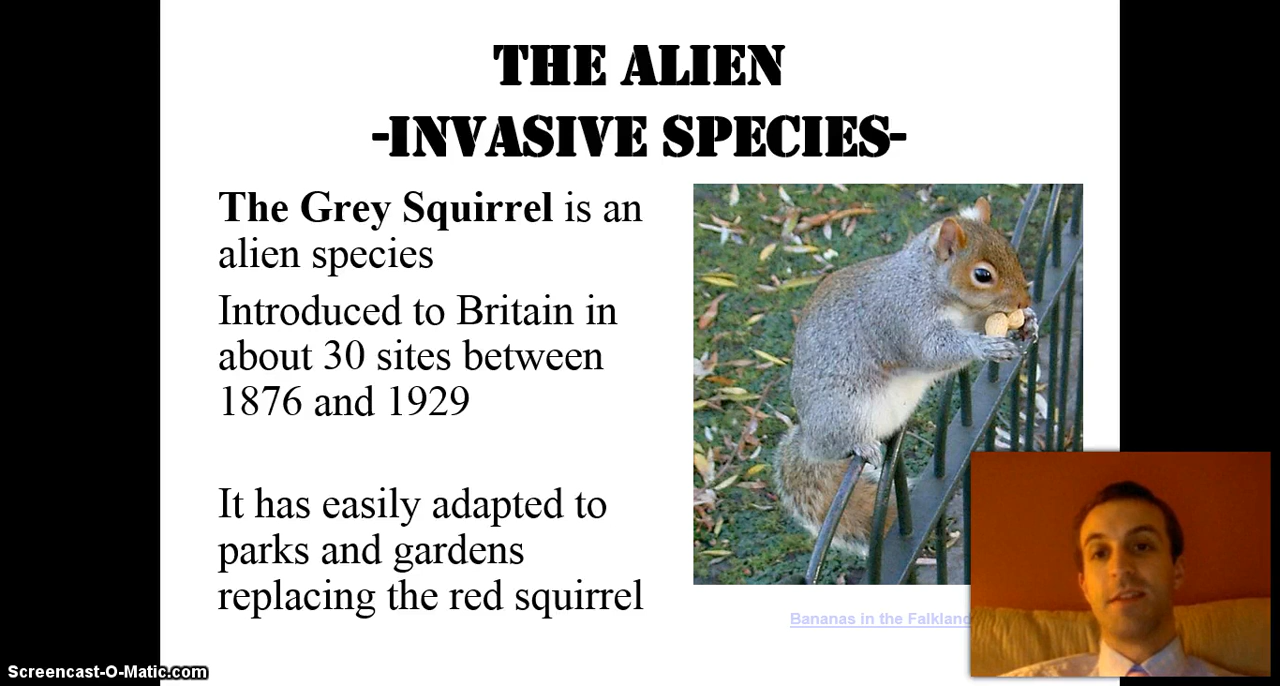 THE ALIEN
-INVASIVE SPECIES-
The Grey Squirrel is an
alien species
Introduced to Britain in
about 30 sites between
1876 and 1929
It has easily adapted to
parks and gardens
replacing the red squirrel
Bananas in the Falkland
Screencast-O-Matic.com